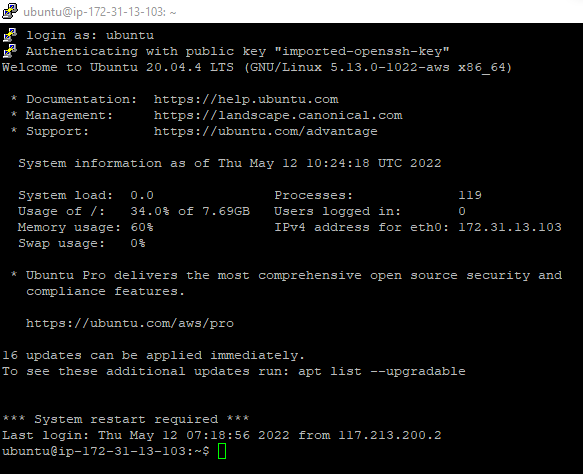 ubuntu@ip-172-31-13-103: ~
login as: ubuntu
Authenticating with public key "imported-openssh-key"
Welcome to Ubuntu 20.04.4 LTS (GNU/Linux 5.13.0-1022-aws x86_64)
* Documentation:  https://help.ubuntu.com
* Management:     https://landscape.canonical.com
* Support:        https://ubuntu.com/advantage
System information as of Thu May 12 10:24:18 UTC 2022
System load:  0.0               Processes:             119
Usage of /:   34.0% of 7.69GB   Users logged in:       0
Memory usage: 60%               IPv4 address for eth0: 172.31.13.103
Swap usage:   0%
* Ubuntu Pro delivers the most comprehensive open source security and
compliance features.
https://ubuntu.com/aws/pro
16 updates can be applied immediately.
To see these additional updates run: apt list --upgradable
*** System restart required ***
Last login: Thu May 12 07:18:56 2022 from 117.213.200.2
ubuntu@ip-172-31-13-103:~$